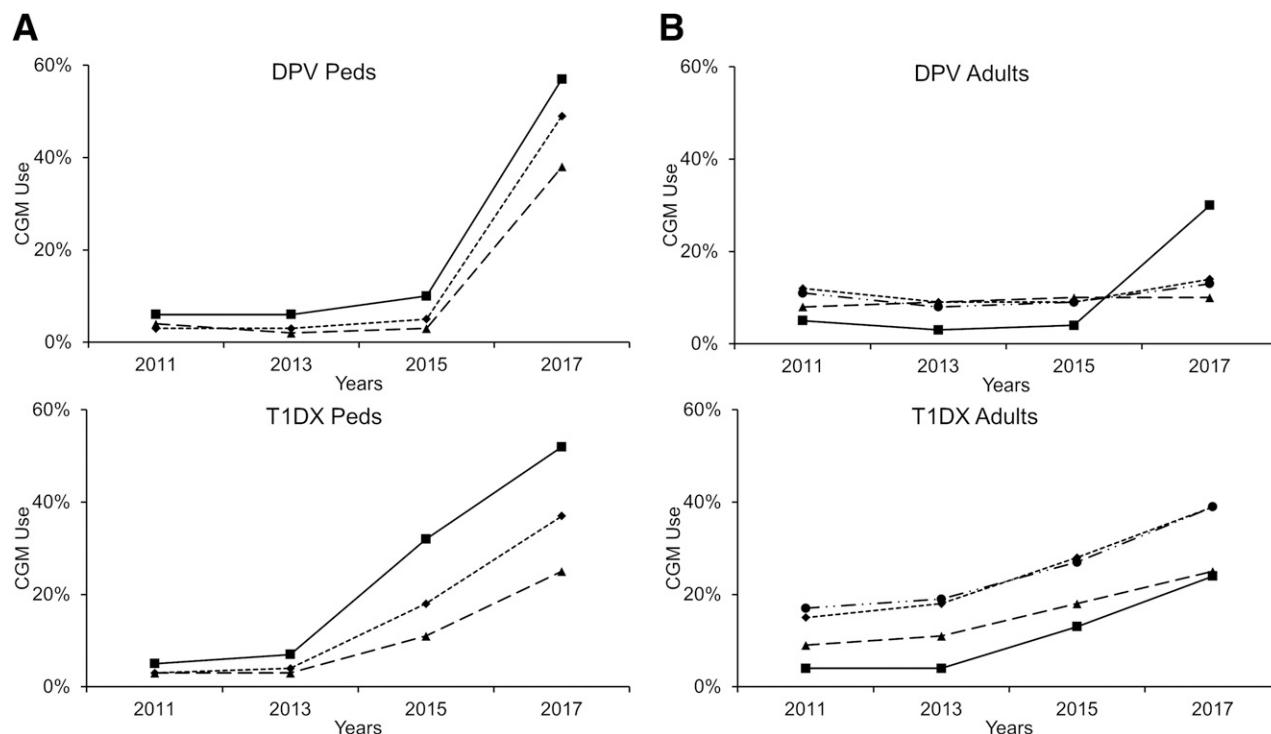 A
DPV Peds
60%
40%
20%
0%
CGM Use
2011 2013 2015 2017
Years
T1DX Peds
60%
40%
20%
0%
CGM Use
2011 2013 2015 2017
Years
B
DPV Adults
60%
40%
20%
0%
CGM Use
2011 2013 2015 2017
Years
T1DX Adults
60%
40%
20%
0%
CGM Use
2011 2013 2015 2017
Years